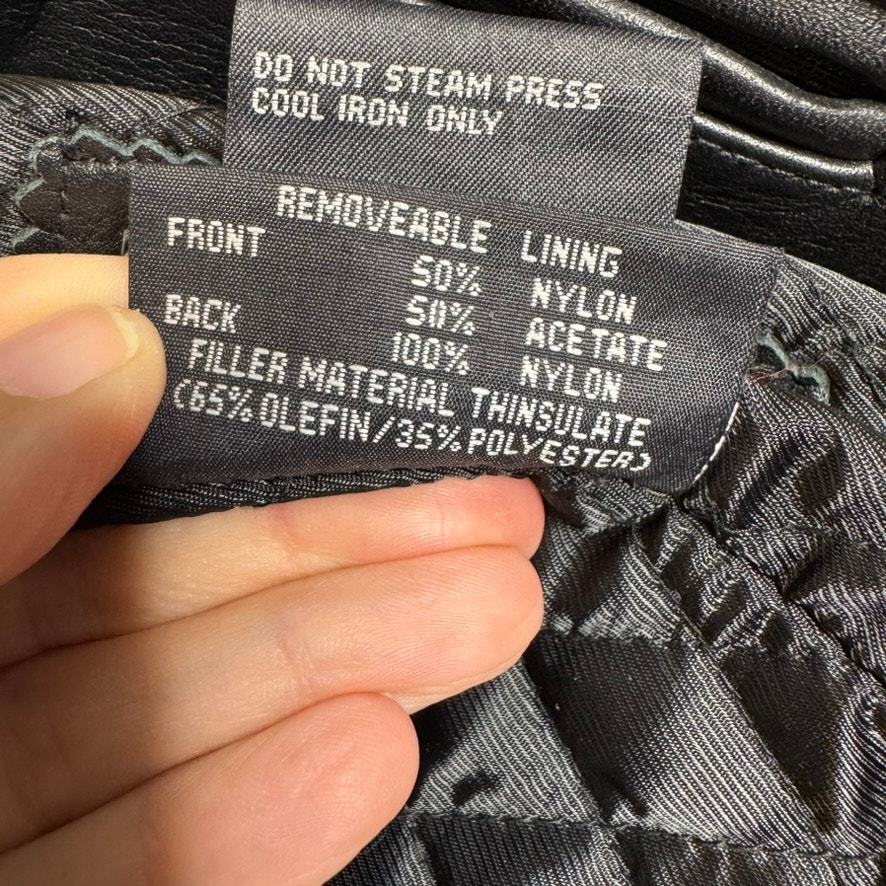 DO NOT STEAM PRESS
COOL IRON ONLY
REMOVEABLE LINING
FRONT 50% NYLON
50% ACETATE
BACK 100% NYLON
FILLER MATERIAL THINSULATE
(65% OLEFIN/35% POLYESTER)